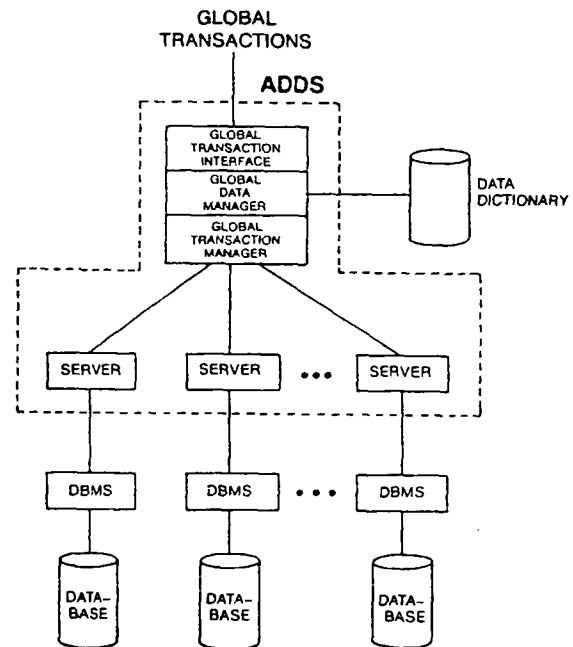 GLOBAL
TRANSACTIONS
ADDS
GLOBAL
TRANSACTION
INTERFACE
GLOBAL
DATA
MANAGER
GLOBAL
TRANSACTION
MANAGER
DATA
DICTIONARY
SERVER
SERVER
SERVER
DBMS
DBMS
DBMS
DATA-
BASE
DATA-
BASE
DATA-
BASE